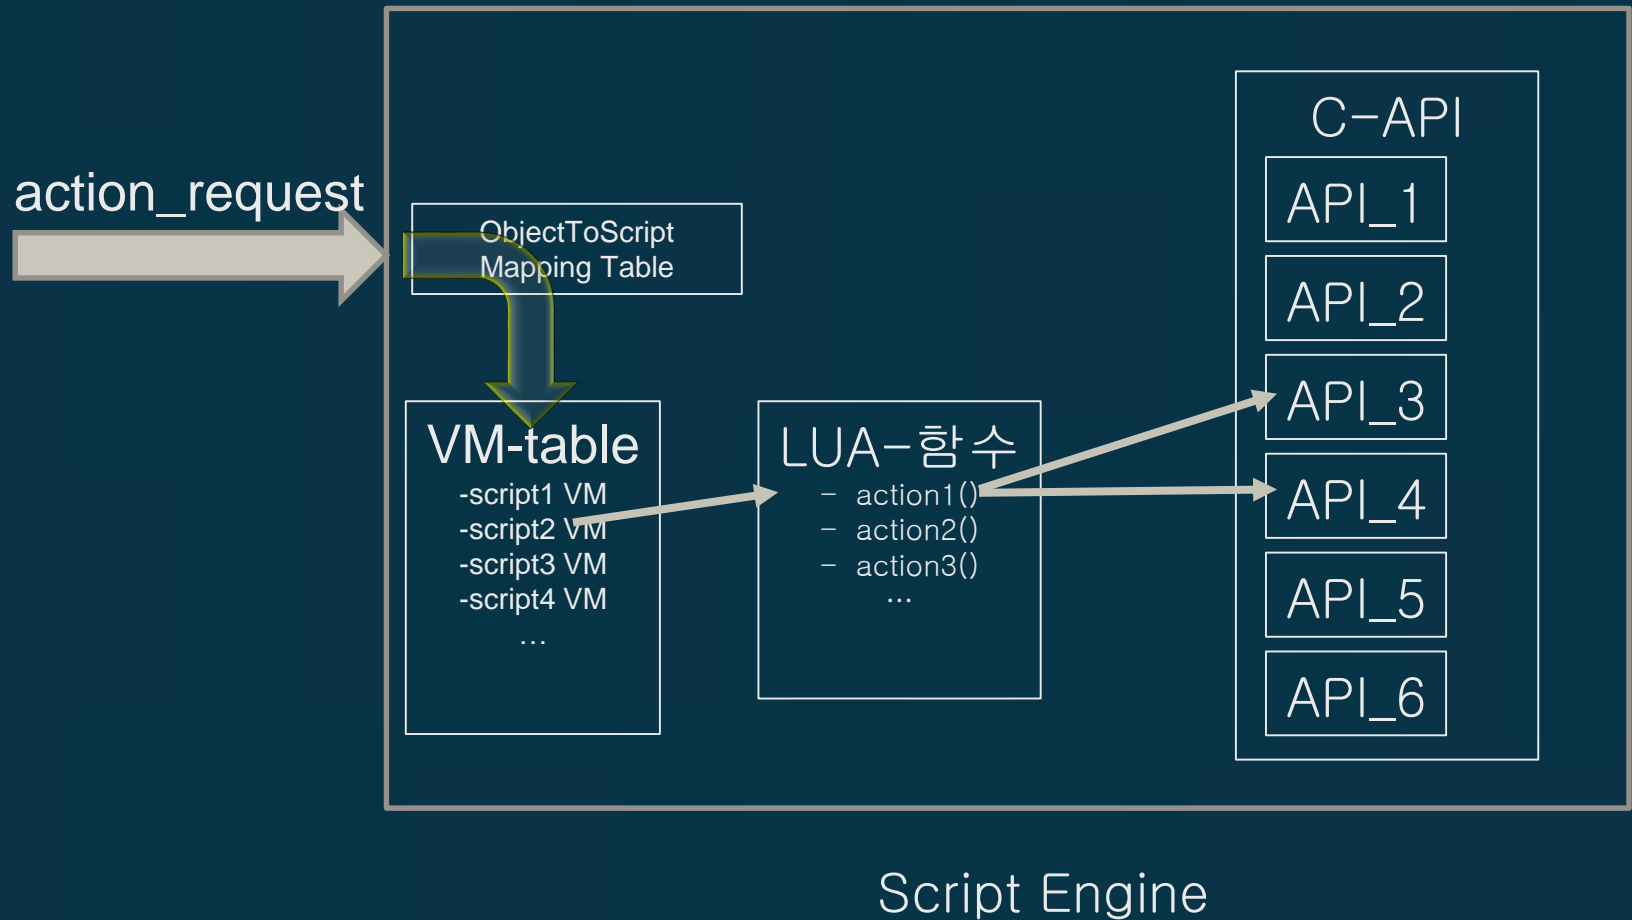 action_request
ObjectToScript
Mapping Table
VM-table
-script1 VM
-script2 VM
-script3 VM
-script4 VM
...
LUA-함수
- action1()
- action2()
- action3()
...
C-API
API_1
API_2
API_3
API_4
API_5
API_6
Script Engine